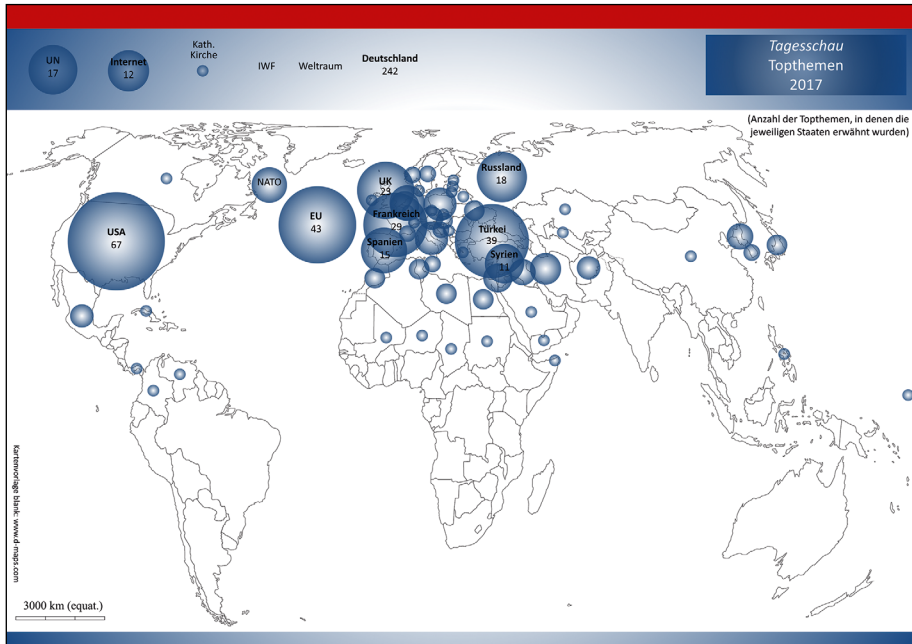 UN
17
Internet
12
Kath.
Kirche
IWF
Weltraum
Deutschland
242
Tagesschau
Topthemen
2017
(Anzahl der Topthemen, in denen die
jeweiligen Staaten erwähnt wurden)
NATO
UK
23
Russland
18
EU
43
Frankreich
29
USA
67
Türkei
39
Spanien
15
Syrien
11
Kartenvorlage blank: www.d-maps.com
3000 km (equat.)